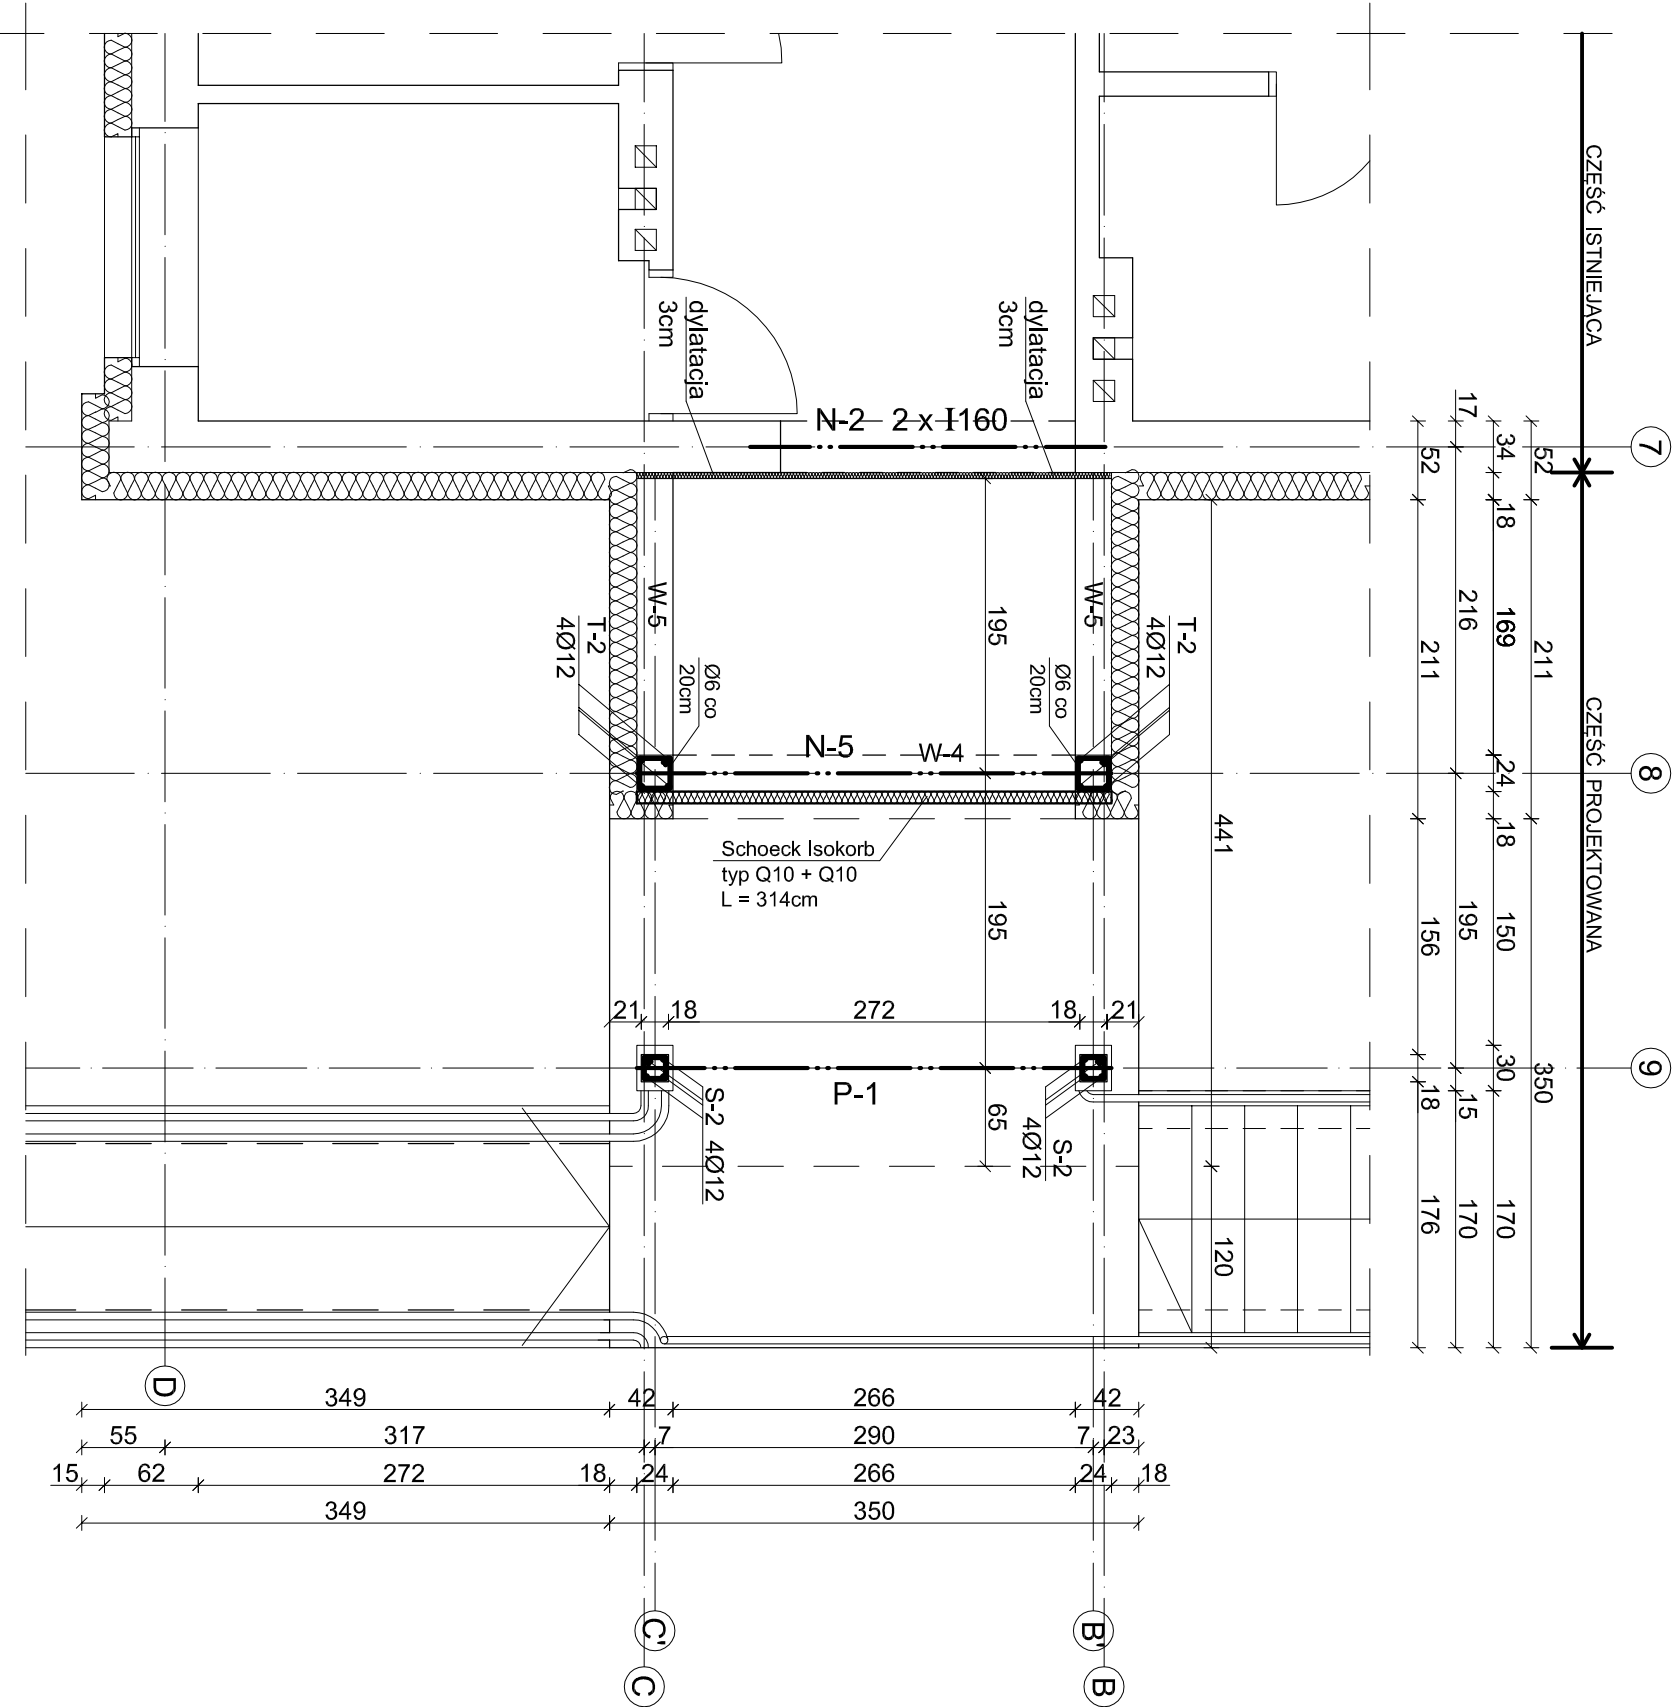 CZĘŚĆ ISTNIEJĄCA
CZĘŚĆ PROJEKTOWANA
7
8
9
dylatacja
3cm
dylatacja
3cm
N-2 2 x I160
17
34
52
52
18
216
169
211
211
24
18
441
195
150
156
350
30
15
18
170
170
176
120
W-5
W-5
195
T-2
4Ø12
T-2
4Ø12
Ø6 co
20cm
Ø6 co
20cm
N-5
W-4
Schoeck Isokorb
typ Q10 + Q10
L = 314cm
195
21
18
272
18
21
P-1
65
S-2 4Ø12
S-2
4Ø12
D
349
42
266
42
55
317
7
290
7
23
15
62
272
18
24
266
24
18
349
350
C'
C
B'
B